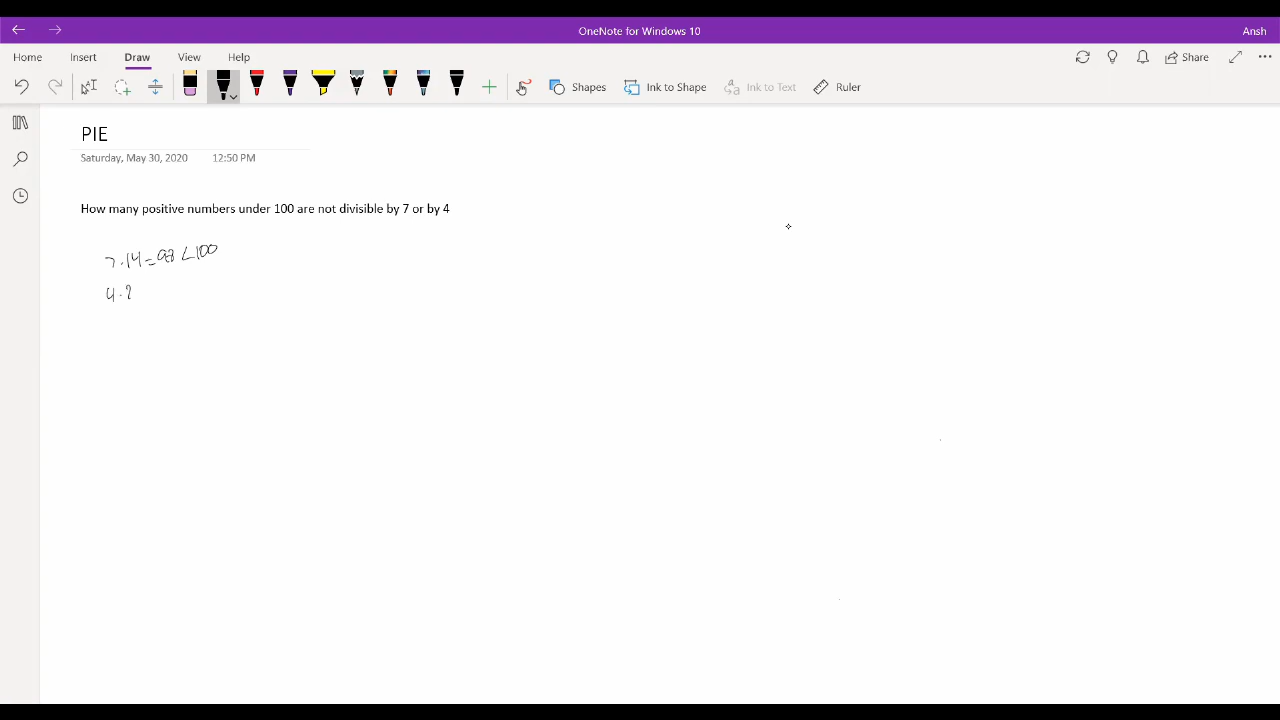 OneNote for Windows 10
Ansh
Home Insert Draw View Help
Share
Shapes
Ink to Shape
Ink to Text
Ruler
PIE
Saturday, May 30, 2020 12:50 PM
How many positive numbers under 100 are not divisible by 7 or by 4
7·14=98<100
4·2